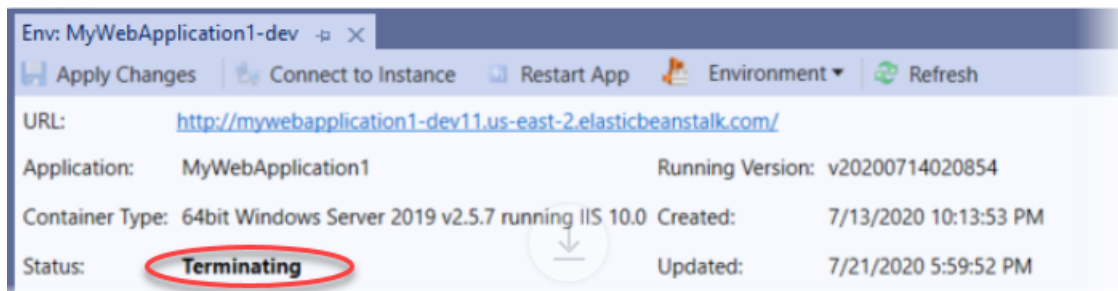 Env: MyWebApplication1-dev
Apply Changes Connect to Instance Restart App Environment Refresh
URL: http://mywebapplication1-dev11.us-east-2.elasticbeanstalk.com/
Application: MyWebApplication1 Running Version: v20200714020854
Container Type: 64bit Windows Server 2019 v2.5.7 running IIS 10.0 Created: 7/13/2020 10:13:53 PM
Status: Terminating Updated: 7/21/2020 5:59:52 PM